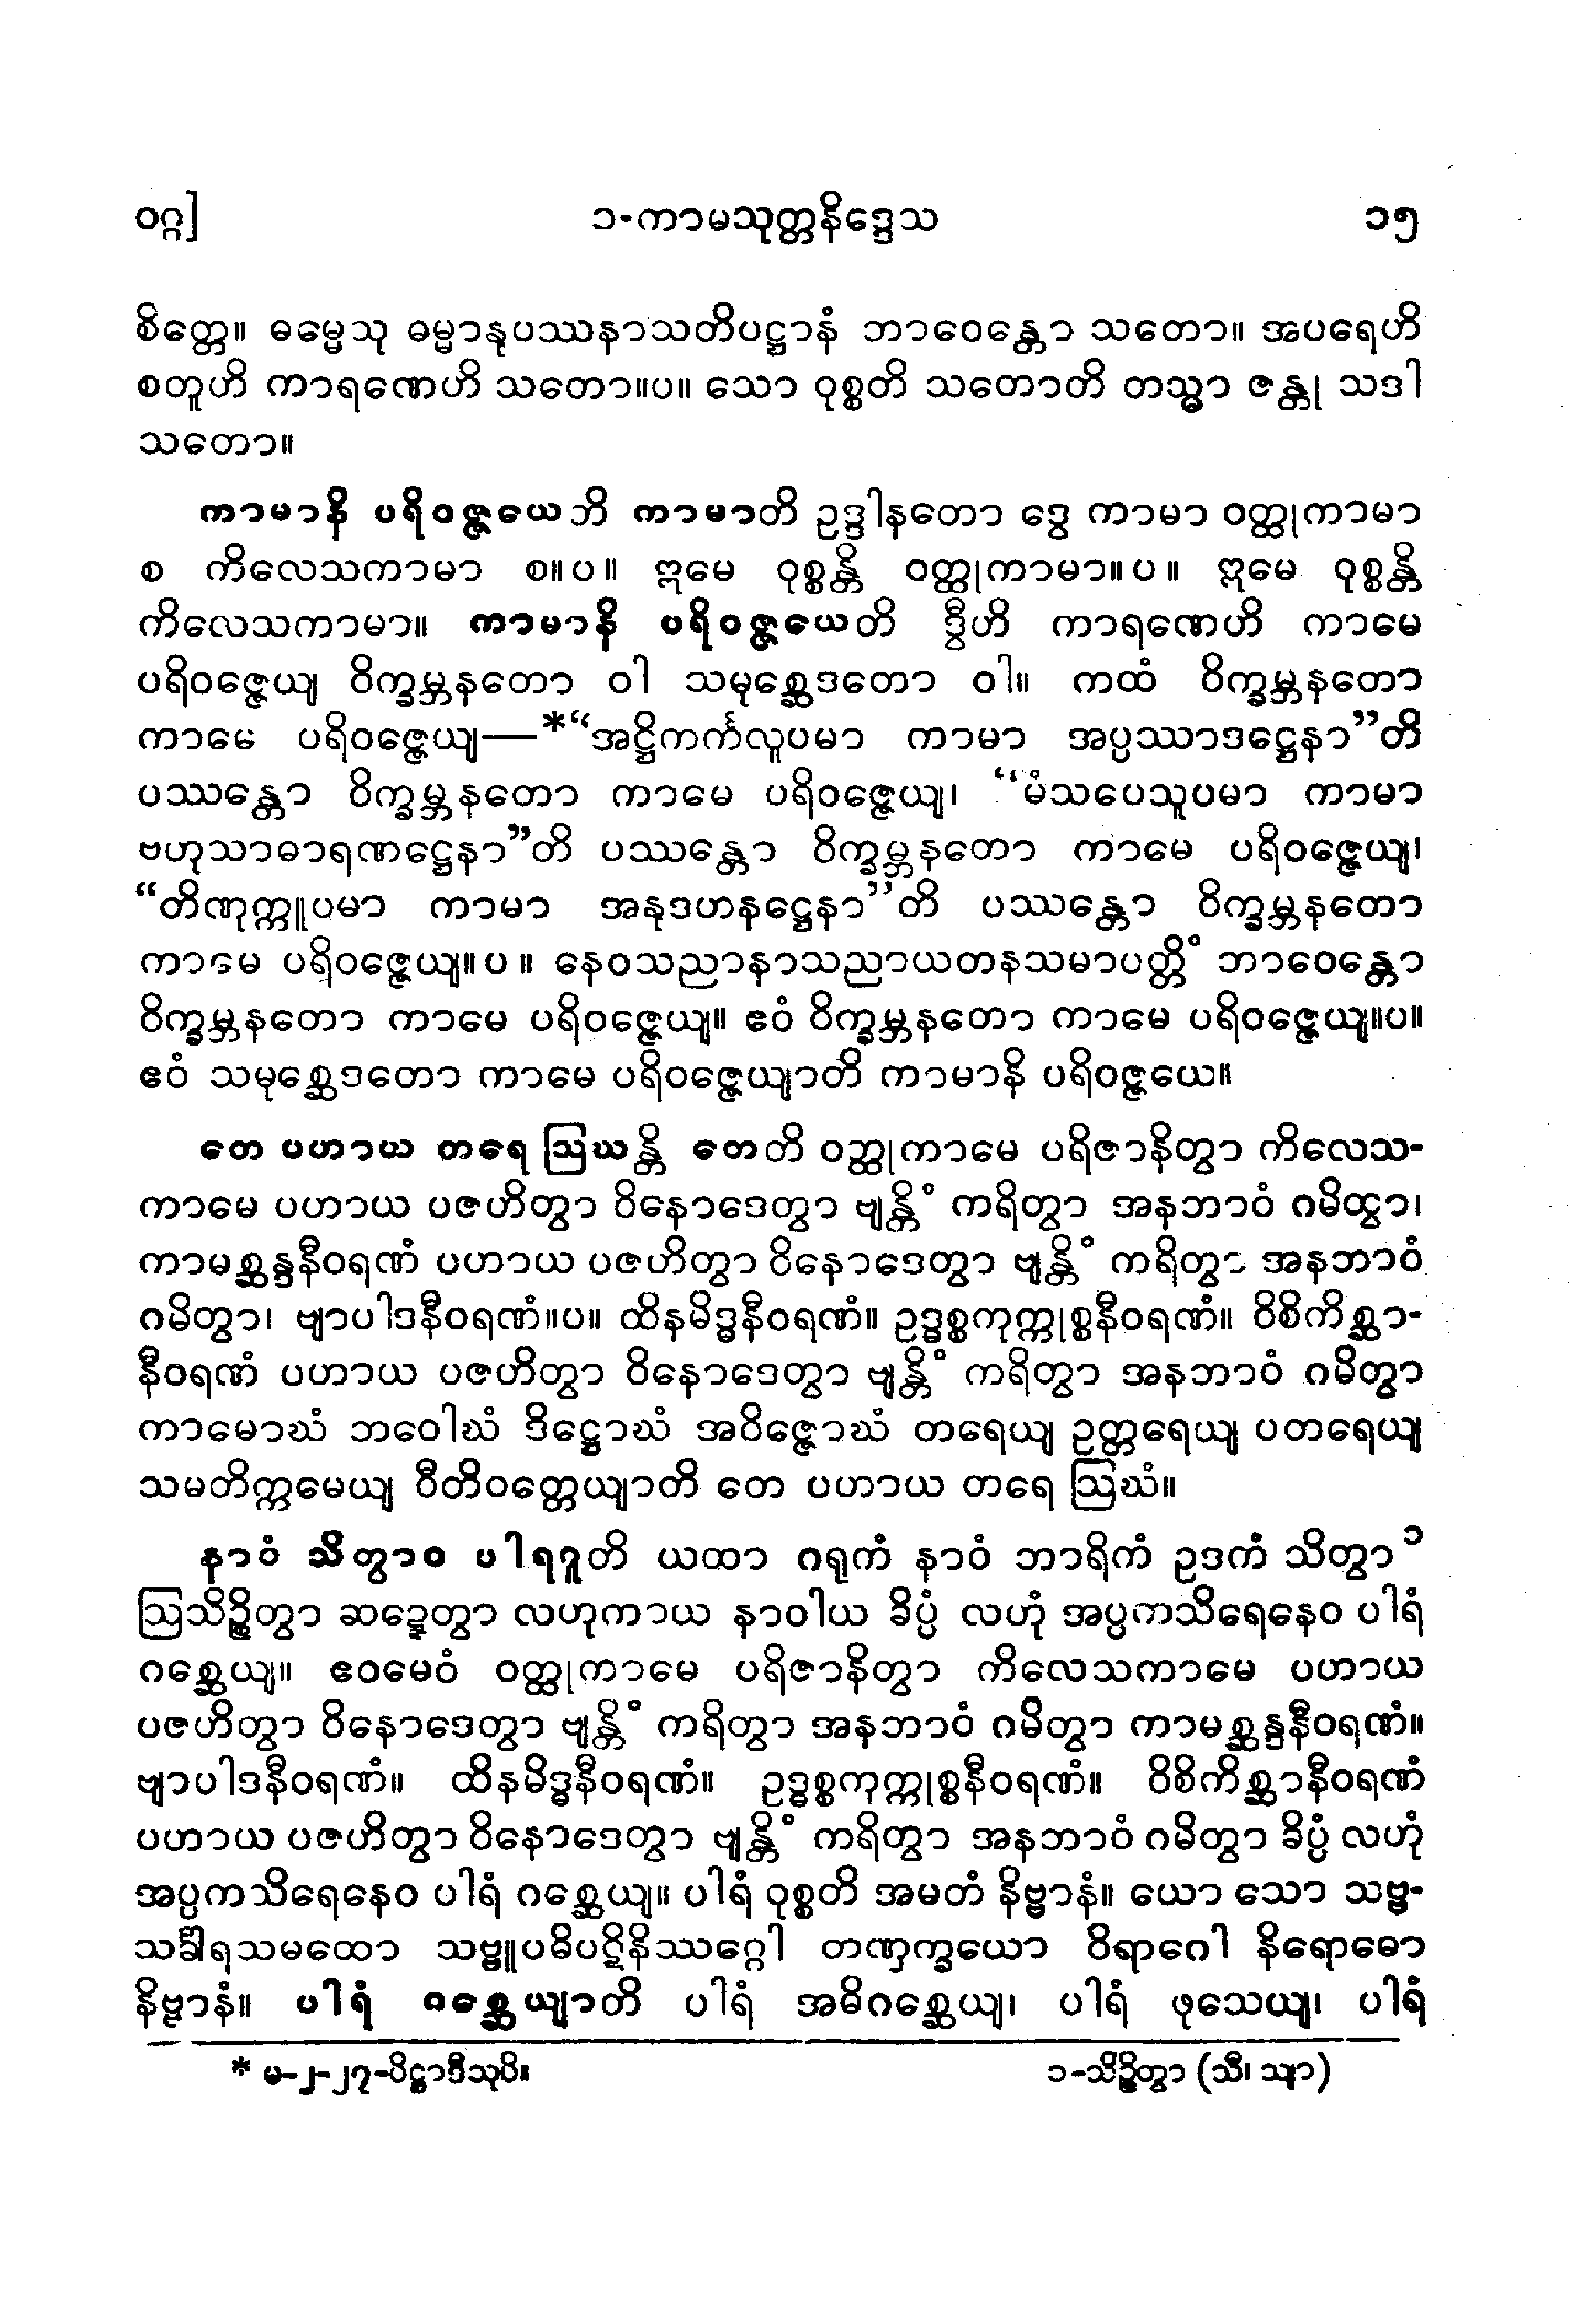 ဝဂ္ဂ]
၁-ကာမသုတ္တနိဒ္ဒေသ
၁၅
စိတ္တေ။ ဓမ္မေသု ဓမ္မာနုပဿနာသတိပဋ္ဌာနံ ဘာဝေန္တော သတော။ အပရေဟိ
စတူဟိ ကာရဏေဟိ သတော။ပ။ သော ဝုစ္စတိ သတောတိ တသ္မာ ဇန္တု သဒါ
သတော။
ကာမာနိ ပရိဝဇ္ဇယေဘိ ကာမာတိ ဥဒ္ဒါနတော ဒွေ ကာမာ ဝတ္ထုကာမာ
စ ကိလေသကာမာ စ။ပ။ ဣမေ ဝုစ္စန္တိ ဝတ္ထုကာမာ။ပ။ ဣမေ ဝုစ္စန္တိ
ကိလေသကာမာ။ ကာမာနိ ပရိဝဇ္ဇယေတိ ဒွီဟိ ကာရဏေဟိ ကာမေ
ပရိဝဇ္ဇေယျ ဝိက္ခမ္ဘနတော ဝါ သမုစ္ဆေဒတော ဝါ။ ကထံ ဝိက္ခမ္ဘနတော
ကာမေ ပရိဝဇ္ဇေယျ—*“အဋ္ဌိကင်္ကလူပမာ ကာမာ အပ္ပဿာဒဋ္ဌေနာ”တိ
ပဿန္တော ဝိက္ခမ္ဘနတော ကာမေ ပရိဝဇ္ဇေယျ၊ “မံသပေသူပမာ ကာမာ
ဗဟုသာဓာရဏဋ္ဌေနာ”တိ ပဿန္တော ဝိက္ခမ္ဘနတော ကာမေ ပရိဝဇ္ဇေယျ၊
“တိဏုက္ကူပမာ ကာမာ အနုဒဟနဋ္ဌေနာ”တိ ပဿန္တော ဝိက္ခမ္ဘနတော
ကာမေ ပရိဝဇ္ဇေယျ။ပ။ နေဝသညာနာသညာယတနသမာပတ္တိံ ဘာဝေန္တော
ဝိက္ခမ္ဘနတော ကာမေ ပရိဝဇ္ဇေယျ။ ဧဝံ ဝိက္ခမ္ဘနတော ကာမေ ပရိဝဇ္ဇေယျ။ပ။
ဧဝံ သမုစ္ဆေဒတော ကာမေ ပရိဝဇ္ဇေယျာတိ ကာမာနိ ပရိဝဇ္ဇယေ။
တေ ပဟာယ တရေ ဩဃန္တိ တေတိ ဝတ္ထုကာမေ ပရိဇာနိတွာ ကိလေသ-
ကာမေ ပဟာယ ပဇဟိတွာ ဝိနောဒေတွာ ဗျန္တိံ ကရိတွာ အနဘာဝံ ဂမိတွာ၊
ကာမစ္ဆန္ဒနီဝရဏံ ပဟာယ ပဇဟိတွာ ဝိနောဒေတွာ ဗျန္တိံ ကရိတွာ အနဘာဝံ
ဂမိတွာ၊ ဗျာပါဒနီဝရဏံ။ပ။ ထိနမိဒ္ဓနီဝရဏံ။ ဥဒ္ဓစ္စကုက္ကုစ္စနီဝရဏံ။ ဝိစိကိစ္ဆာ-
နီဝရဏံ ပဟာယ ပဇဟိတွာ ဝိနောဒေတွာ ဗျန္တိံ ကရိတွာ အနဘာဝံ ဂမိတွာ
ကာမောဃံ ဘဝေါဃံ ဒိဋ္ဌောဃံ အဝိဇ္ဇောဃံ တရေယျ ဥတ္တရေယျ ပတရေယျ
သမတိက္ကမေယျ ဝီတိဝတ္တေယျာတိ တေ ပဟာယ တရေ ဩဃံ။
နာဝံ သိတွာဝ ပါရဂူတိ ယထာ ဂရုကံ နာဝံ ဘာရိကံ ဥဒကံ သိတွာ၁
ဩသိဉ္စိတွာ ဆဍ္ဍေတွာ လဟုကာယ နာဝါယ ခိပ္ပံ လဟုံ အပ္ပကသိရေနေဝ ပါရံ
ဂစ္ဆေယျ။ ဧဝမေဝံ ဝတ္ထုကာမေ ပရိဇာနိတွာ ကိလေသကာမေ ပဟာယ
ပဇဟိတွာ ဝိနောဒေတွာ ဗျန္တိံ ကရိတွာ အနဘာဝံ ဂမိတွာ ကာမစ္ဆန္ဒနီဝရဏံ။
ဗျာပါဒနီဝရဏံ။ ထိနမိဒ္ဓနီဝရဏံ။ ဥဒ္ဓစ္စကုက္ကုစ္စနီဝရဏံ။ ဝိစိကိစ္ဆာနီဝရဏံ
ပဟာယ ပဇဟိတွာ ဝိနောဒေတွာ ဗျန္တိံ ကရိတွာ အနဘာဝံ ဂမိတွာ ခိပ္ပံ လဟုံ
အပ္ပကသိရေနေဝ ပါရံ ဂစ္ဆေယျ။ ပါရံ ဝုစ္စတိ အမတံ နိဗ္ဗာနံ။ ယော သော သဗ္ဗ-
သင်္ခါရသမထော သဗ္ဗူပဓိပဋိနိဿဂ္ဂေါ တဏှက္ခယော ဝိရာဂေါ နိရောဓော
နိဗ္ဗာနံ။ ပါရံ ဂစ္ဆေယျာတိ ပါရံ အဓိဂစ္ဆေယျ၊ ပါရံ ဖုသေယျ၊ ပါရံ
* မ-၂-၂၇-ပိဋ္ဌာဒီသုပိ။
၁-သိဉ္စိတွာ (သီ၊ သျာ)